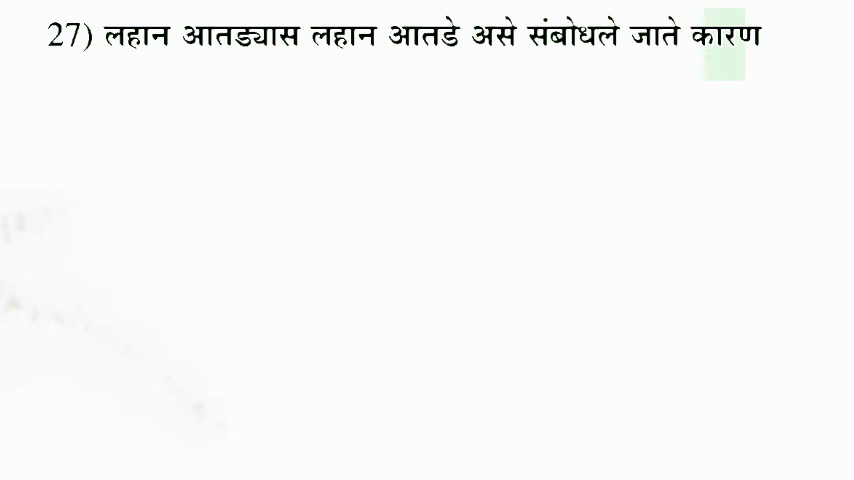 27) लहान आतड्यास लहान आतडे असे संबोधले जाते कारण